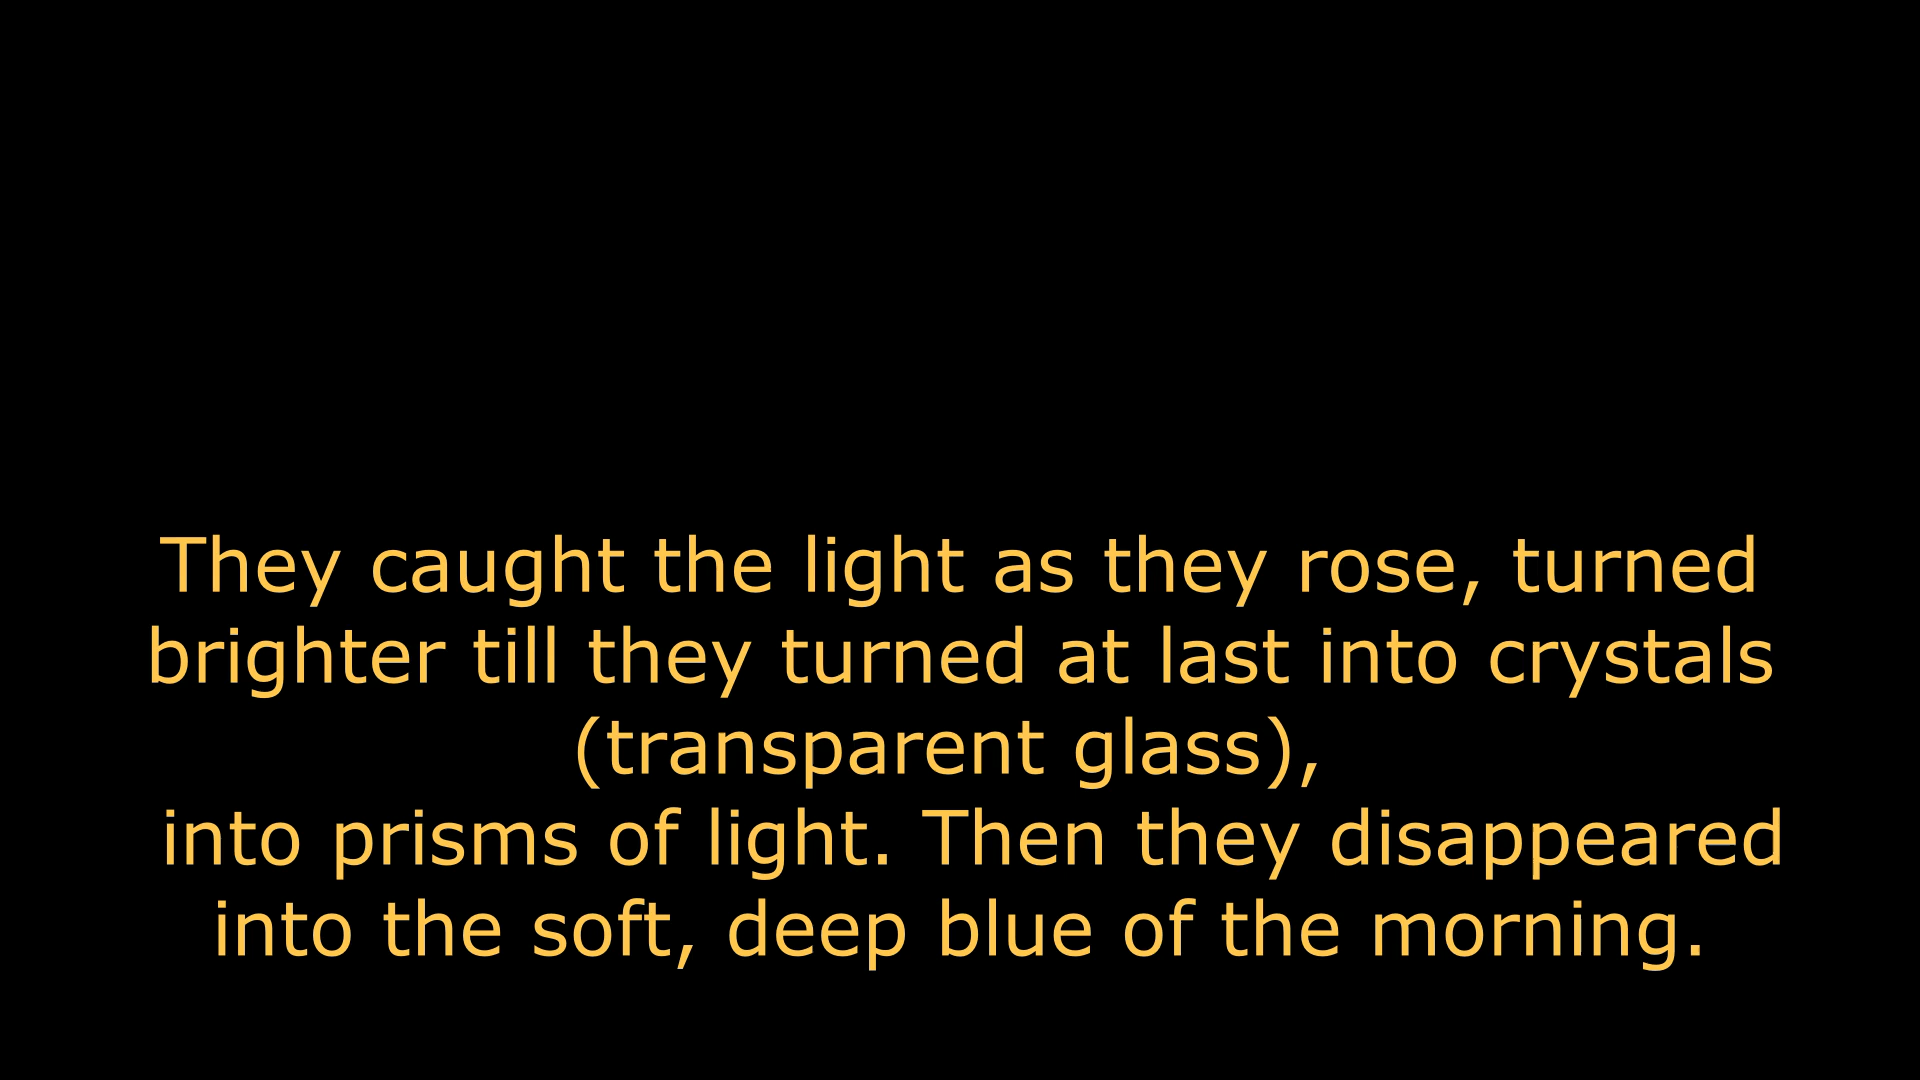 They caught the light as they rose, turned
brighter till they turned at last into crystals
(transparent glass),
into prisms of light. Then they disappeared
into the soft, deep blue of the morning.